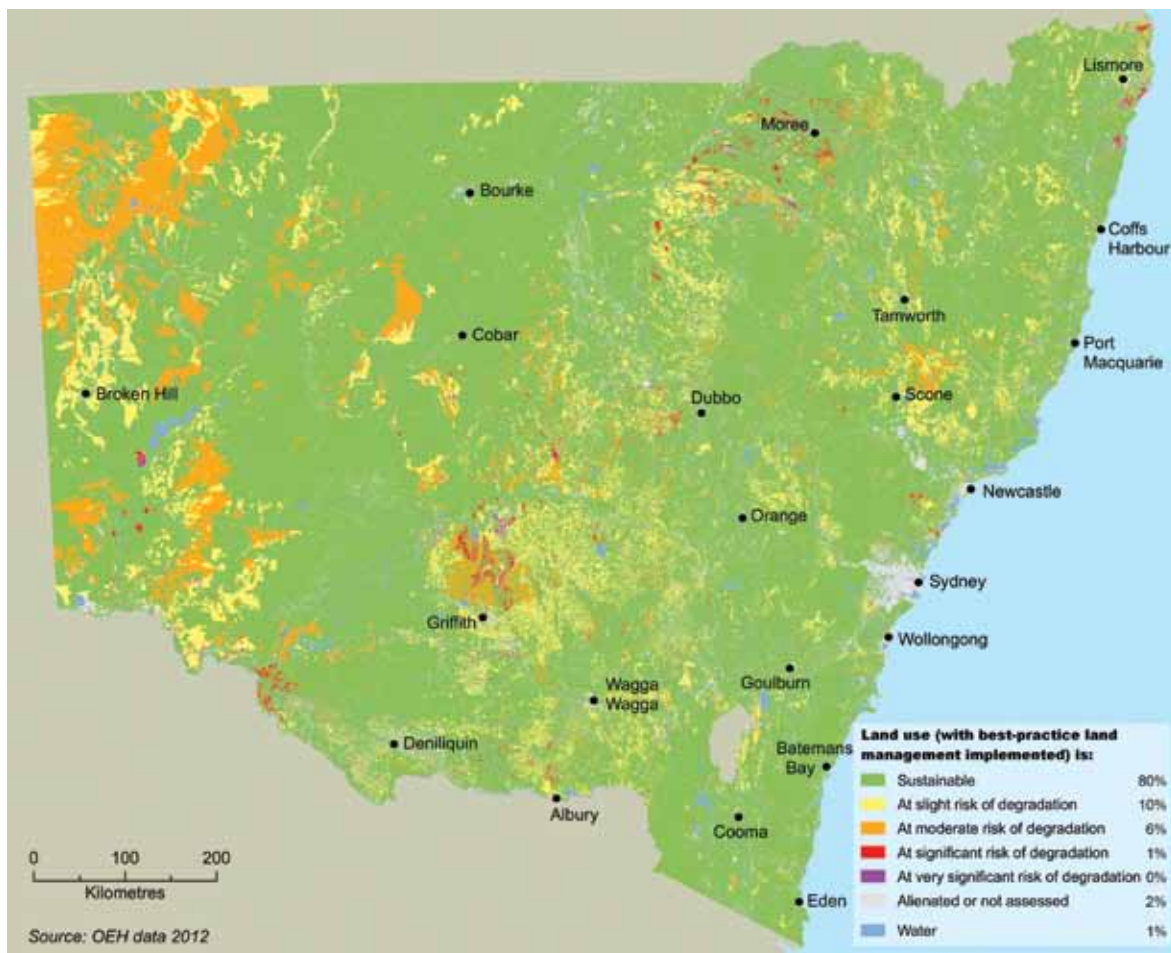 Lismore
Moree
Bourke
Coffs
Harbour
Tamworth
Cobar
Port
Macquarie
Broken Hill
Scone
Dubbo
Newcastle
Orange
Sydney
Griffith
Wollongong
Goulburn
Wagga
Wagga
Deniliquin
Batemans
Bay
Albury
Cooma
Eden
Land use (with best-practice land
management implemented) is:
Sustainable 80%
At slight risk of degradation 10%
At moderate risk of degradation 6%
At significant risk of degradation 1%
At very significant risk of degradation 0%
Alienated or not assessed 2%
Water 1%
0 100 200
Kilometres
Source: OEH data 2012